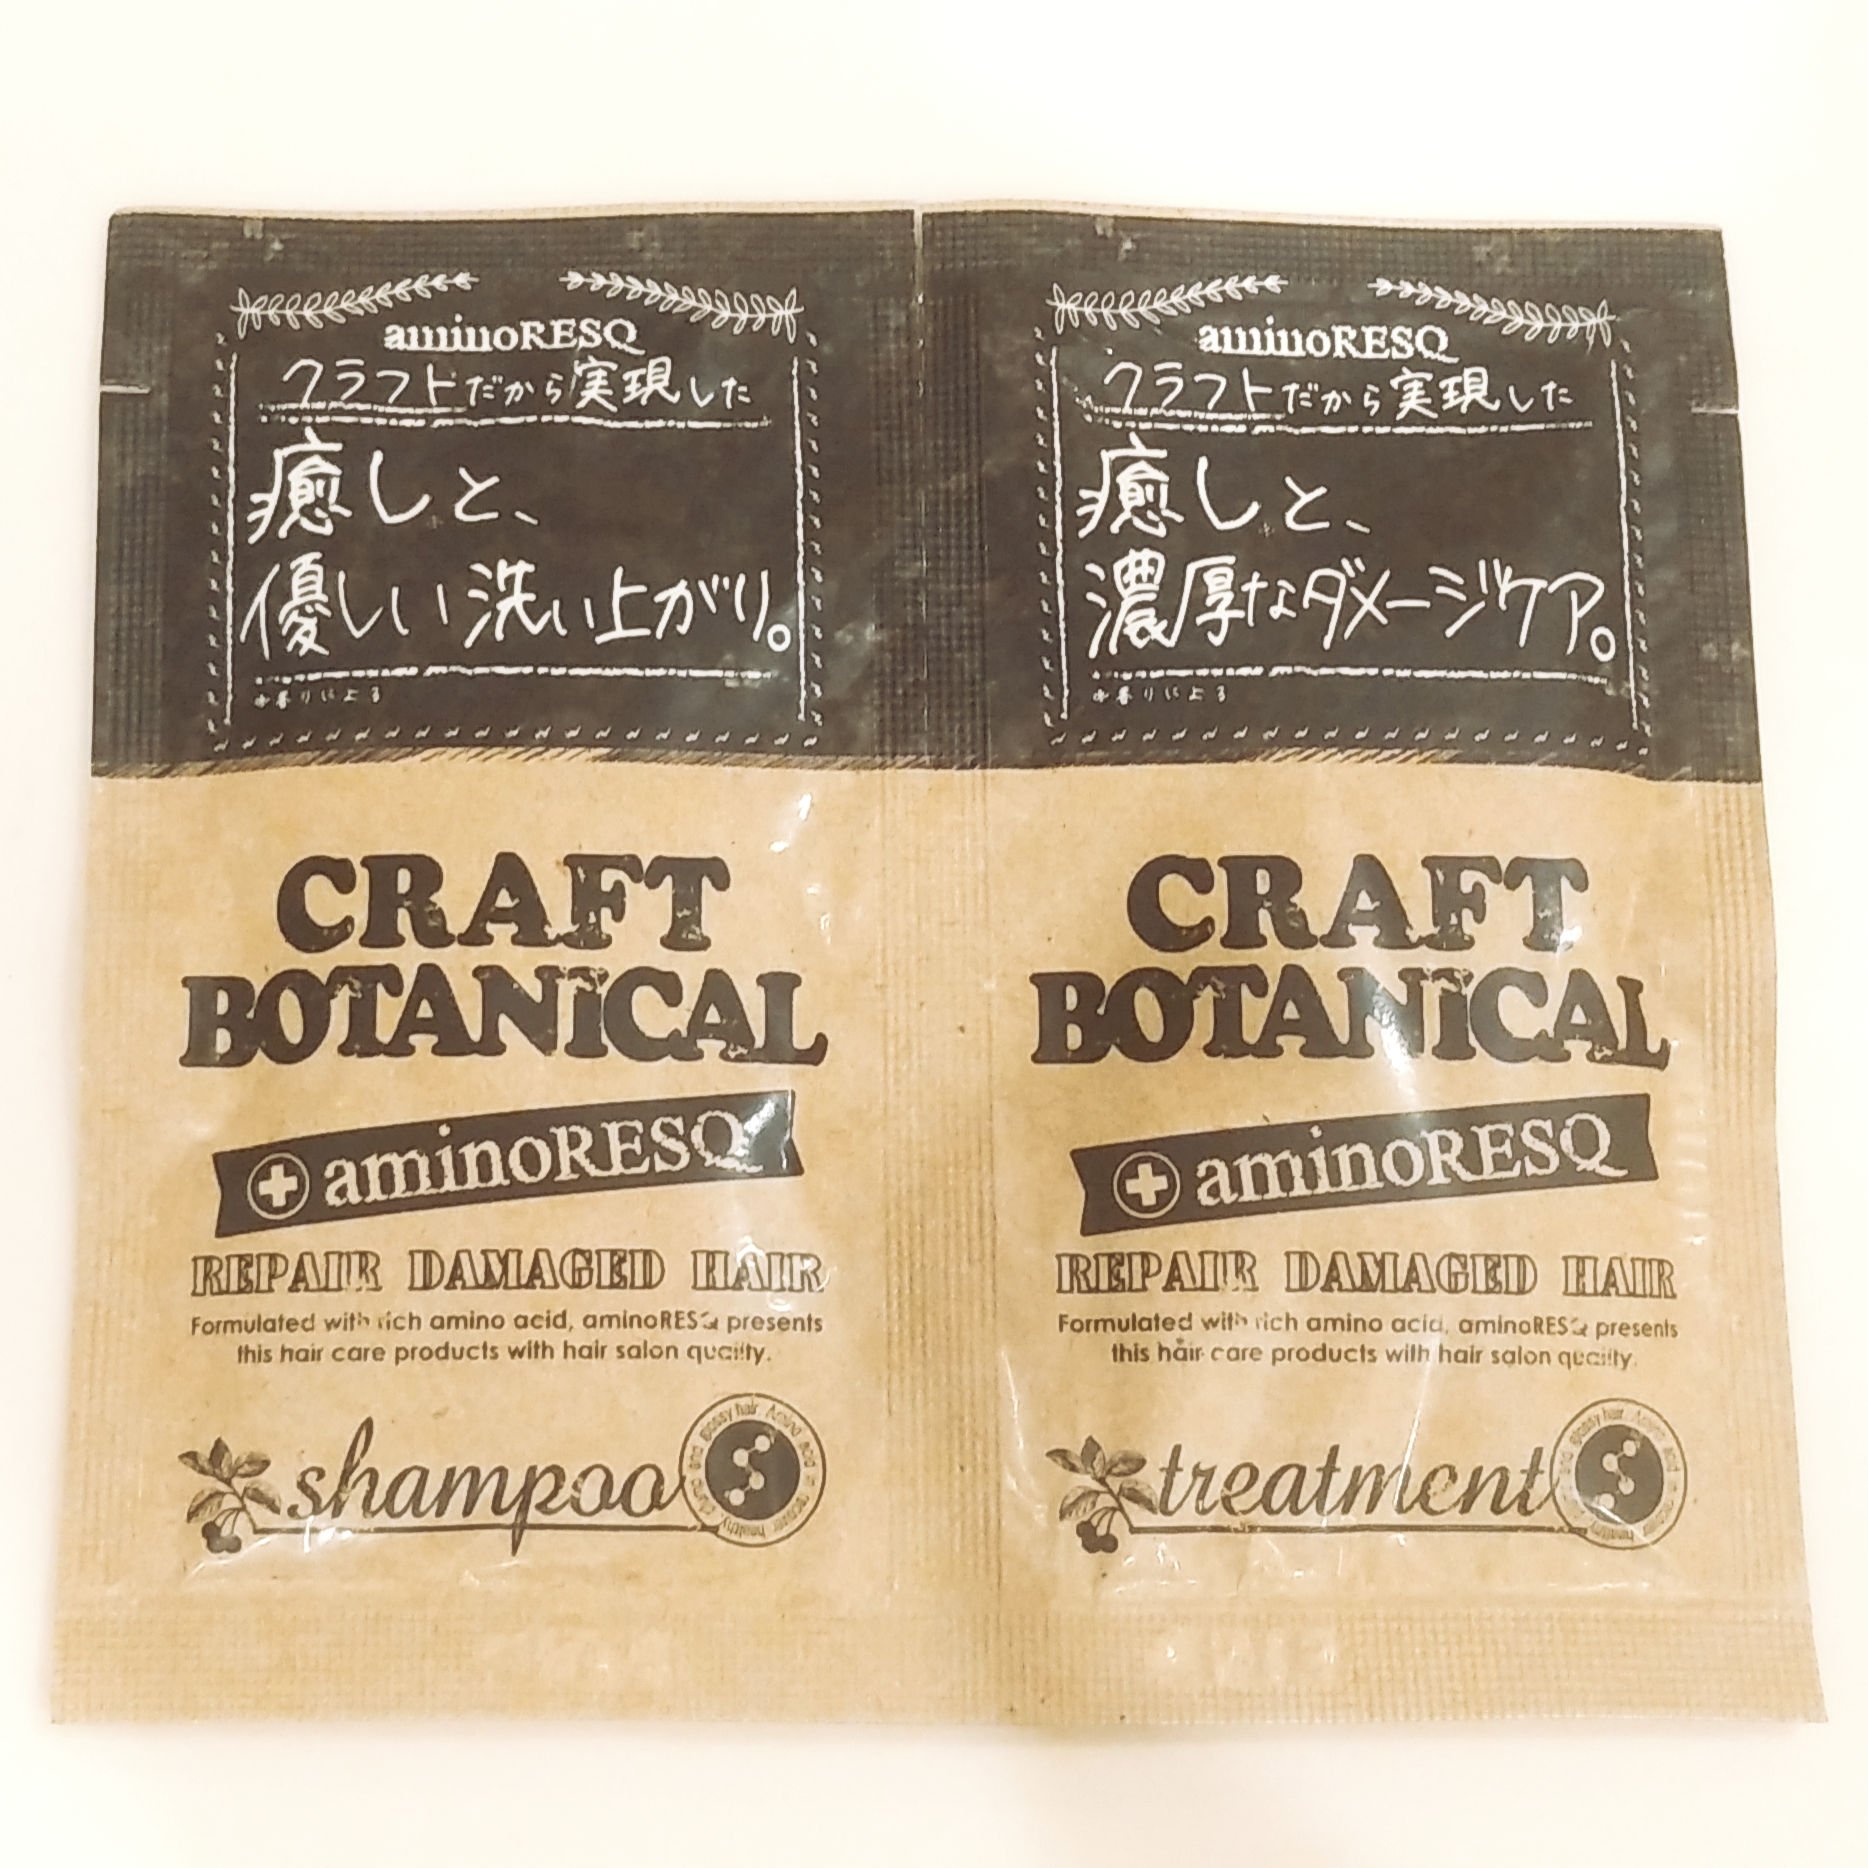 aminoRESQ
クラフトだから実現した
癒しと、
優しい洗い上がり。
※香りによる
CRAFT
BOTANICAL
aminoRESQ
REPAIR DAMAGED HAIR
Formulated with rich amino acid, aminoRESQ presents
this hair care products with hair salon quality.
shampoo
aminoRESQ
クラフトだから実現した
癒しと、
濃厚なダメージケア。
※香りによる
CRAFT
BOTANICAL
aminoRESQ
REPAIR DAMAGED HAIR
Formulated with rich amino acid, aminoRESQ presents
this hair care products with hair salon quality.
treatment